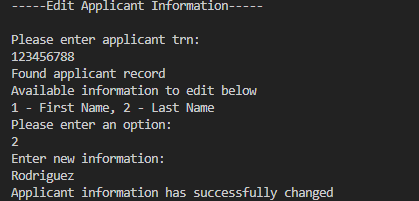 -----Edit Applicant Information-----
Please enter applicant trn:
123456788
Found applicant record
Available information to edit below
1 - First Name, 2 - Last Name
Please enter an option:
2
Enter new information:
Rodriguez
Applicant information has successfully changed